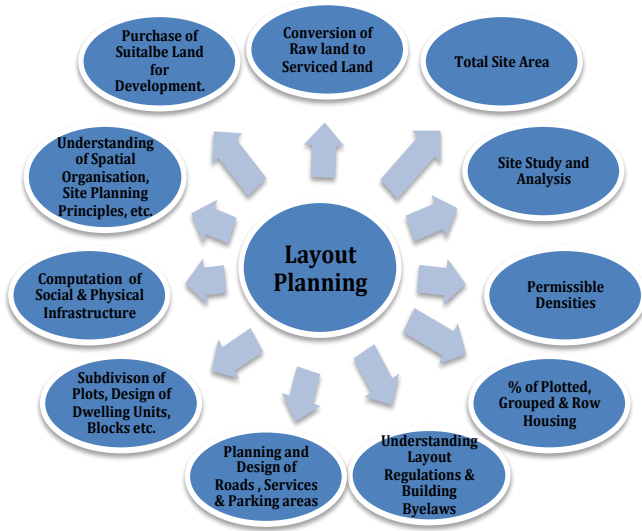 Purchase of
Suitalbe Land
for
Development.
Conversion of
Raw land to
Serviced Land
Total Site Area
Understanding
of Spatial
Organisation,
Site Planning
Principles, etc.
Site Study and
Analysis
Layout
Planning
Computation of
Social & Physical
Infrastructure
Permissible
Densities
Subdivison of
Plots, Design of
Dwelling Units,
Blocks etc.
% of Plotted,
Grouped & Row
Housing
Planning and
Design of
Roads , Services
& Parking areas
Understanding
Layout
Regulations &
Building
Byelaws